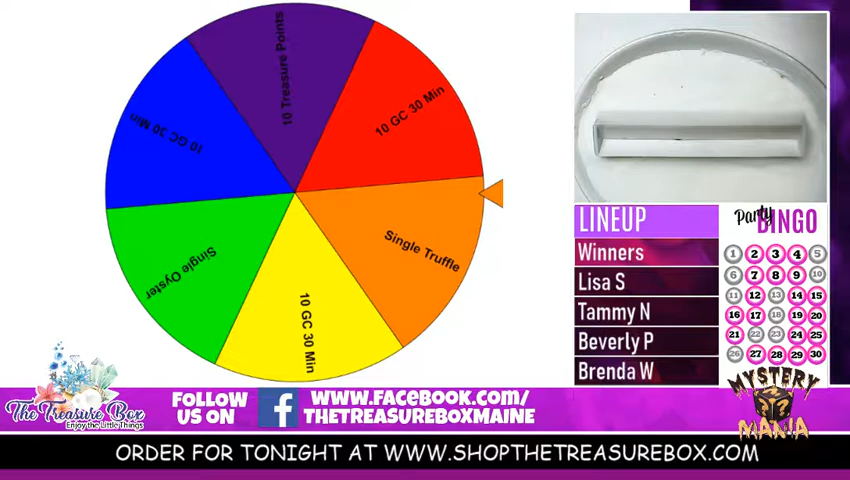 10 Treasure Points
10 GC 30 Min
10 GC 30 Min
Single Truffle
Single Oyster
10 GC 30 Min
LINEUP
Winners
Lisa S
Tammy N
Beverly P
Brenda W
Party
BINGO
1 2 3 4 5
6 7 8 9 10
11 12 13 14 15
16 17 18 19 20
21 22 23 24 25
26 27 28 29 30
MYSTERY
MANIA
The Treasure Box
Enjoy the Little Things
FOLLOW
US ON
f
WWW.FACEBOOK.COM/
THETREASUREBOXMAINE
ORDER FOR TONIGHT AT WWW.SHOPTHETREASUREBOX.COM